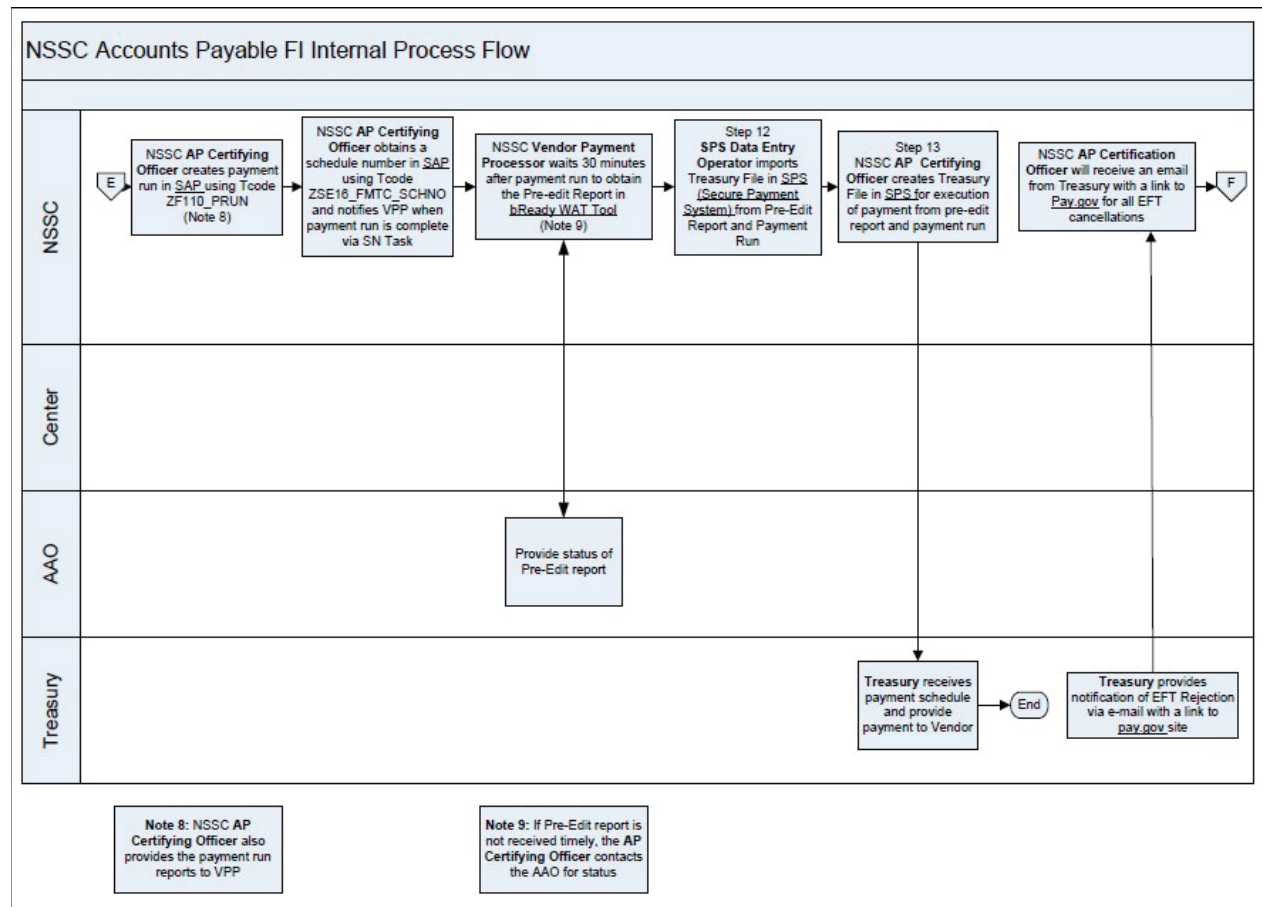 NSSC Accounts Payable FI Internal Process Flow
NSSC
E
NSSC AP Certifying
Officer creates payment
run in SAP using Tcode
ZF110_PRUN
(Note 8)
NSSC AP Certifying
Officer obtains a
schedule number in SAP
using Tcode
ZSE16_FMTC_SCHNO
and notifies VPP when
payment run is complete
via SN Task
NSSC Vendor Payment
Processor waits 30 minutes
after payment run to obtain
the Pre-edit Report in
bReady WAT Tool
(Note 9)
Step 12
SPS Data Entry
Operator imports
Treasury File in SPS
(Secure Payment
System) from Pre-Edit
Report and Payment
Run
Step 13
NSSC AP Certifying
Officer creates Treasury
File in SPS for execution
of payment from pre-edit
report and payment run
NSSC AP Certification
Officer will receive an email
from Treasury with a link to
Pay.gov for all EFT
cancellations
F
Center
AAO
Provide status of
Pre-Edit report
Treasury
Treasury receives
payment schedule
and provide
payment to Vendor
End
Treasury provides
notification of EFT Rejection
via e-mail with a link to
pay.gov site
Note 8: NSSC AP
Certifying Officer also
provides the payment run
reports to VPP
Note 9: If Pre-Edit report is
not received timely, the AP
Certifying Officer contacts
the AAO for status